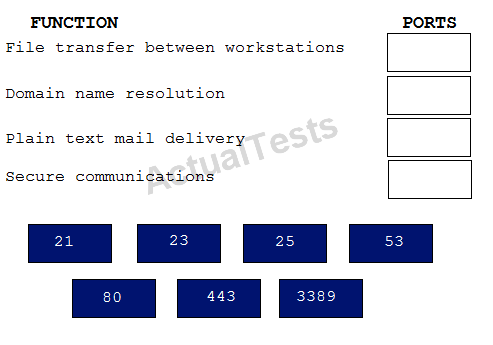 FUNCTION PORTS
File transfer between workstations
Domain name resolution
Plain text mail delivery
Secure communications
ActualTests
21 23 25 53
80 443 3389